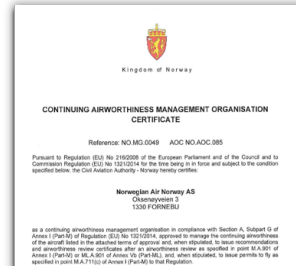 Kingdom of Norway
CONTINUING AIRWORTHINESS MANAGEMENT ORGANISATION
CERTIFICATE
Reference: NO.MG.0049 AOC NO.AOC.085
Pursuant to Regulation (EU) No 216/2008 of the European Parliament and of the Council and to
Commission Regulation (EU) No 1321/2014 for the time being in force and subject to the condition
specified below, the Civil Aviation Authority - Norway hereby certifies:
Norwegian Air Norway AS
Oksenøyveien 3
1330 FORNEBU
as a continuing airworthiness management organisation in compliance with Section A, Subpart G of
Annex I (Part-M) of Regulation (EU) No 1321/2014, approved to manage the continuing airworthiness
of the aircraft listed in the attached terms of approval and, when stipulated, to issue recommendations
and airworthiness review certificates after an airworthiness review as specified in point M.A.901 of
Annex I (Part-M) or ML.A.901 of Annex Vb (Part-ML), and, when stipulated, to issue permits to fly as
specified in point M.A.711(c) of Annex I (Part-M) to that Regulation.